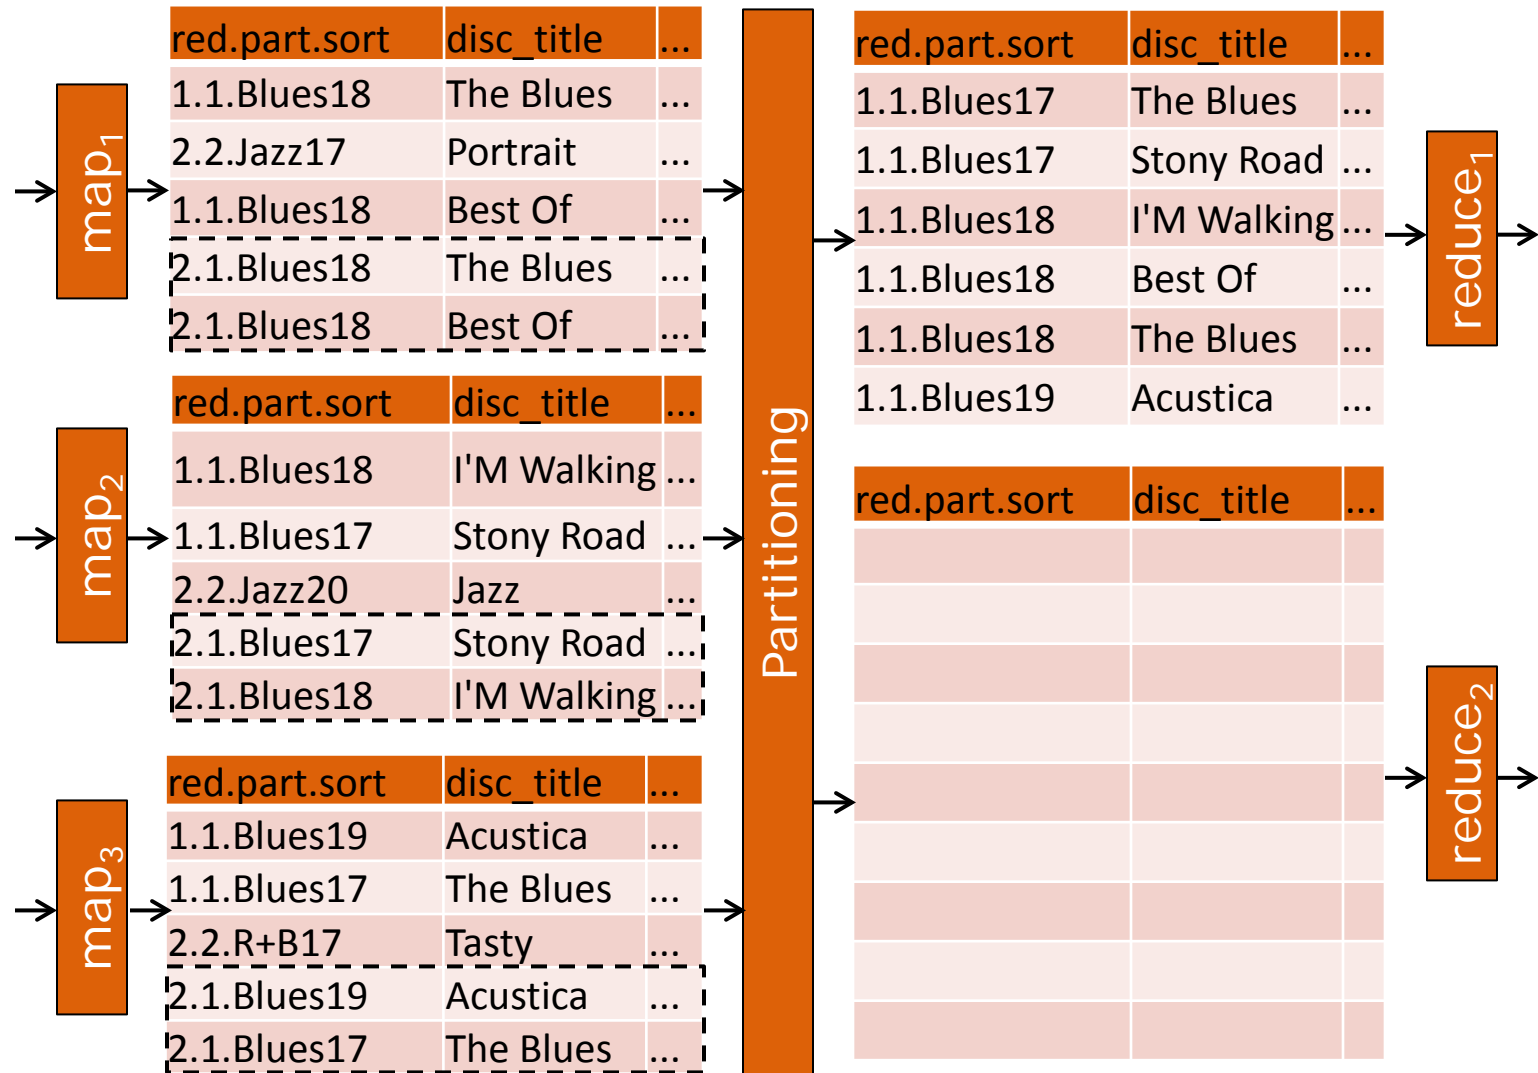 map1
red.part.sort disc_title ...
1.1.Blues18 The Blues ...
2.2.Jazz17 Portrait ...
1.1.Blues18 Best Of ...
2.1.Blues18 The Blues ...
2.1.Blues18 Best Of ...
map2
red.part.sort disc_title ...
1.1.Blues18 I'M Walking ...
1.1.Blues17 Stony Road ...
2.2.Jazz20 Jazz ...
2.1.Blues17 Stony Road ...
2.1.Blues18 I'M Walking ...
map3
red.part.sort disc_title ...
1.1.Blues19 Acustica ...
1.1.Blues17 The Blues ...
2.2.R+B17 Tasty ...
2.1.Blues19 Acustica ...
2.1.Blues17 The Blues ...
Partitioning
red.part.sort disc_title ...
1.1.Blues17 The Blues ...
1.1.Blues17 Stony Road ...
1.1.Blues18 I'M Walking ...
1.1.Blues18 Best Of ...
1.1.Blues18 The Blues ...
1.1.Blues19 Acustica ...
reduce1
red.part.sort disc_title ...
reduce2